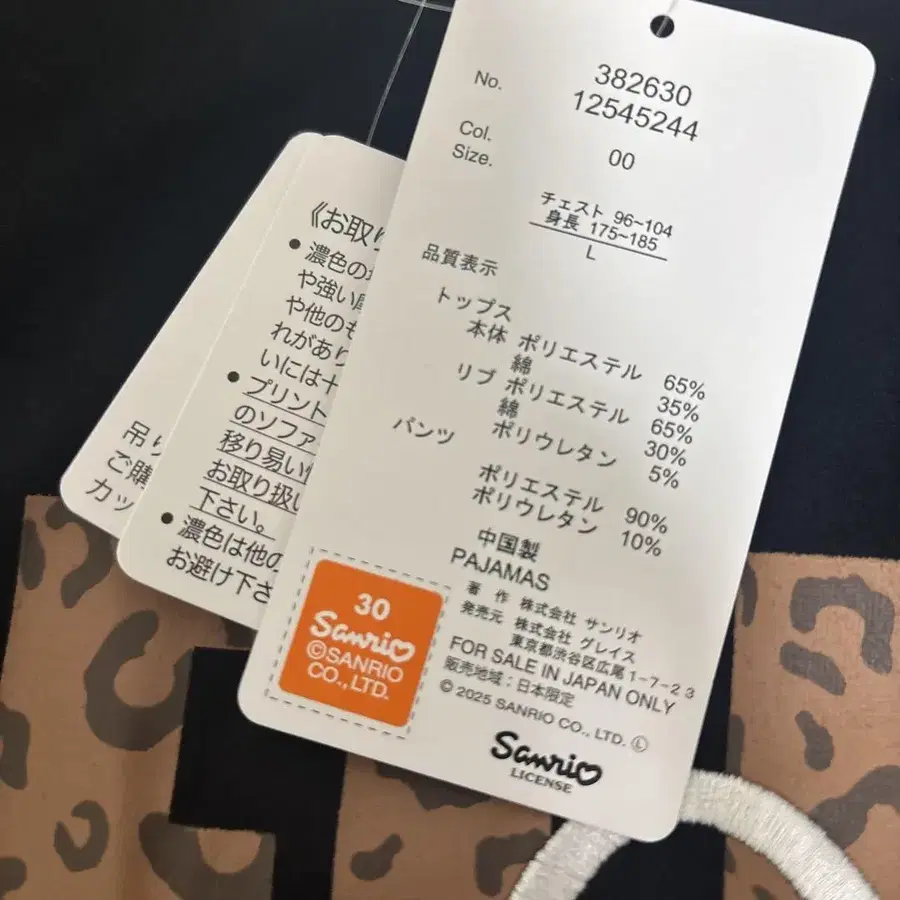 No. 382630
12545244
Col. 00
Size.
チェスト 96~104
身長 175~185
L
品質表示
トップス
本体 ポリエステル 65%
綿 35%
リブ ポリエステル 65%
綿 30%
ポリウレタン 5%
パンツ
ポリエステル 90%
ポリウレタン 10%
中国製
PAJAMAS
著 作 株式会社 サンリオ
発売元 株式会社 グレイス
東京都渋谷区広尾1-7-23
FOR SALE IN JAPAN ONLY
販売地域:日本限定
© 2025 SANRIO CO., LTD. Ⓛ
Sanrio
LICENSE
30
Sanrio
©SANRIO
CO.,LTD.
《お取り
● 濃色の
や強い
や他のも
れがあり
いには十
● プリント
のソファ
移り易い
お取り扱い
下さい。
● 濃色は他の
お避け下さ
吊り
ご購
カッ